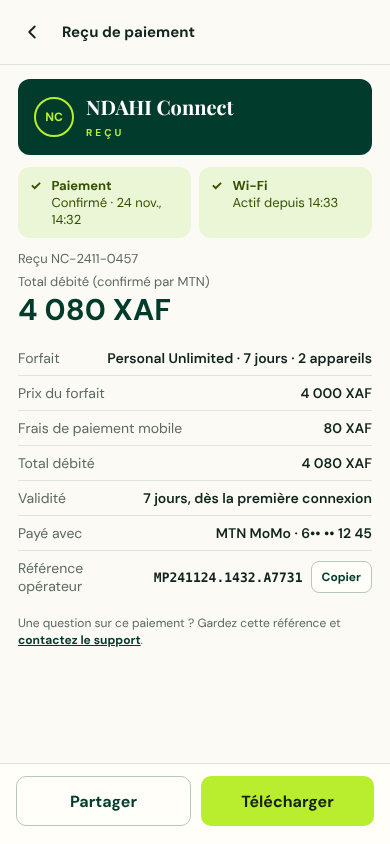 Reçu de paiement
NC
NDAHI Connect
REÇU
Paiement
Confirmé · 24 nov.,
14:32
Wi-Fi
Actif depuis 14:33
Reçu NC-2411-0457
Total débité (confirmé par MTN)
4 080 XAF
Forfait Personal Unlimited · 7 jours · 2 appareils
Prix du forfait 4 000 XAF
Frais de paiement mobile 80 XAF
Total débité 4 080 XAF
Validité 7 jours, dès la première connexion
Payé avec MTN MoMo · 6•• •• 12 45
Référence
opérateur MP241124.1432.A7731 Copier
Une question sur ce paiement ? Gardez cette référence et
contactez le support.
Partager Télécharger